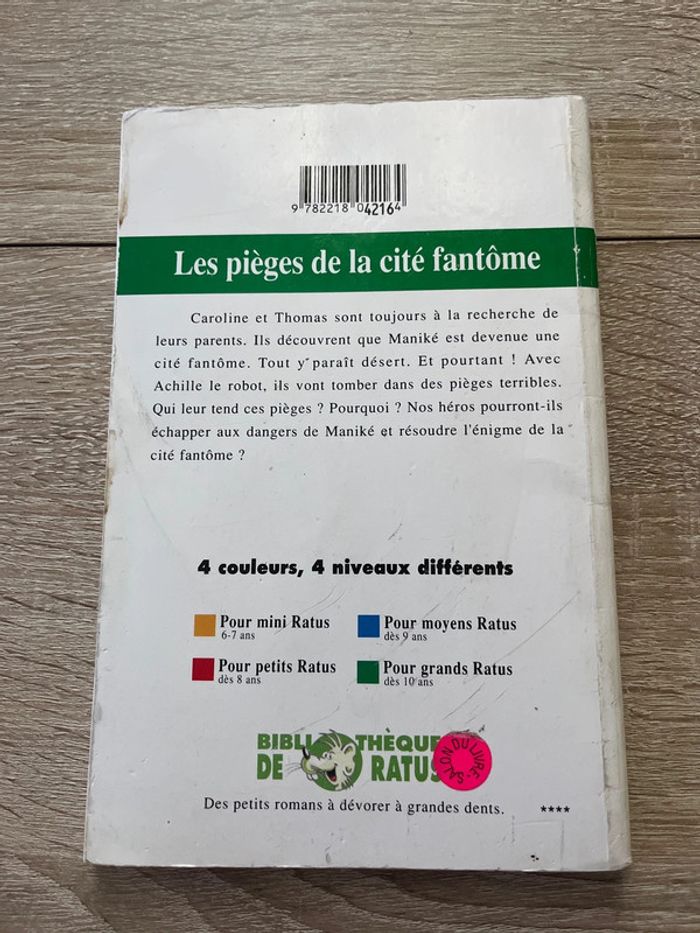 9 782218 042164
Les pièges de la cité fantôme
Caroline et Thomas sont toujours à la recherche de
leurs parents. Ils découvrent que Maniké est devenue une
cité fantôme. Tout y paraît désert. Et pourtant ! Avec
Achille le robot, ils vont tomber dans des pièges terribles.
Qui leur tend ces pièges ? Pourquoi ? Nos héros pourront-ils
échapper aux dangers de Maniké et résoudre l'énigme de la
cité fantôme ?
4 couleurs, 4 niveaux différents
Pour mini Ratus
6-7 ans
Pour moyens Ratus
dès 9 ans
Pour petits Ratus
dès 8 ans
Pour grands Ratus
dès 10 ans
BIBLI THÈQUE
DE RATUS
SALON DU LIVRE
Des petits romans à dévorer à grandes dents. ****